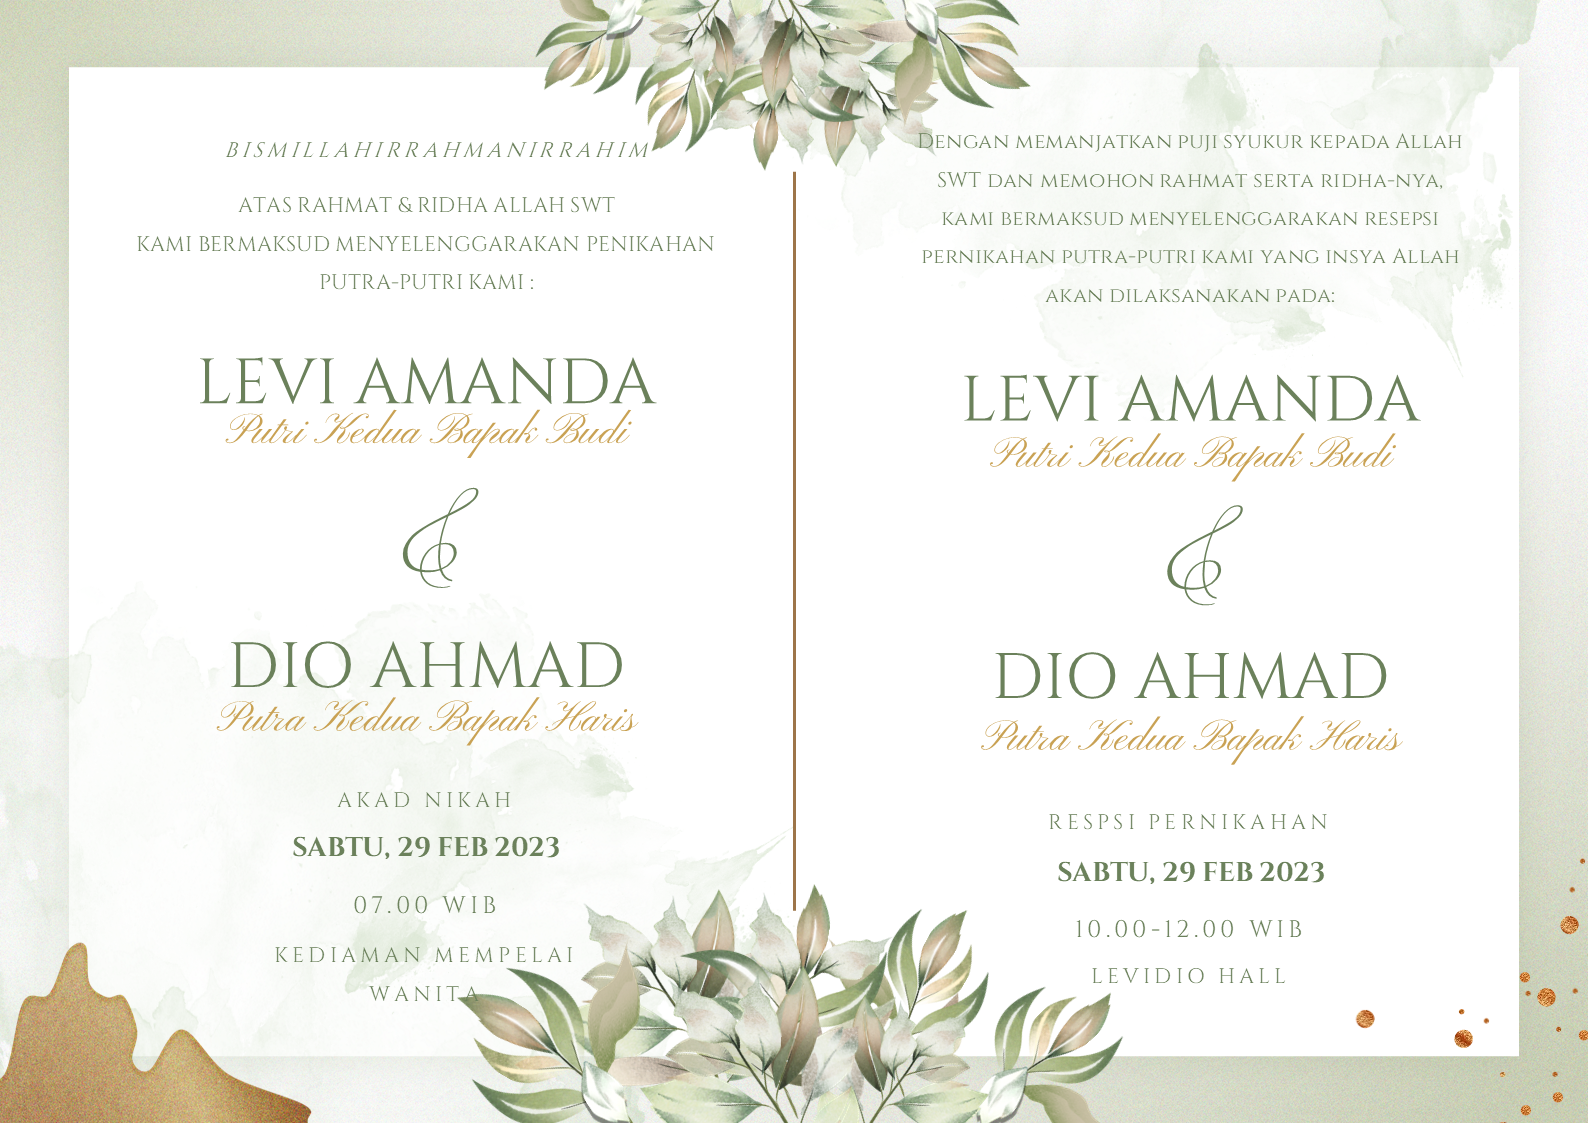 BISMILLAHIRRAHMANIRRAHIM
ATAS RAHMAT & RIDHA ALLAH SWT
KAMI BERMAKSUD MENYELENGGARAKAN PENIKAHAN
PUTRA-PUTRI KAMI :
LEVI AMANDA
Putri Kedua Bapak Budi
&
DIO AHMAD
Putra Kedua Bapak Haris
AKAD NIKAH
SABTU, 29 FEB 2023
07.00 WIB
KEDIAMAN MEMPELAI
WANITA
Dengan memanjatkan puji syukur kepada Allah
SWT dan memohon rahmat serta ridha-nya,
kami bermaksud menyelenggarakan resepsi
pernikahan putra-putri kami yang insya Allah
akan dilaksanakan pada:
LEVI AMANDA
Putri Kedua Bapak Budi
&
DIO AHMAD
Putra Kedua Bapak Haris
RESPSI PERNIKAHAN
SABTU, 29 FEB 2023
10.00-12.00 WIB
LEVIDIO HALL